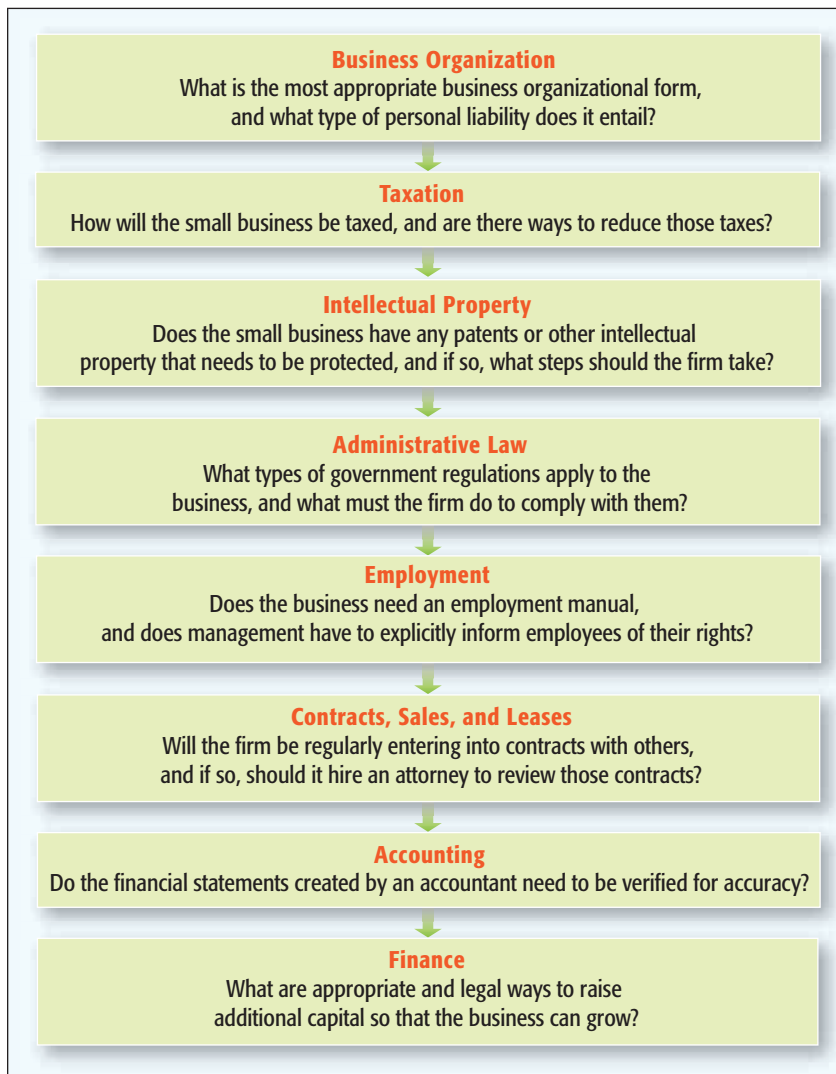 Business Organization
What is the most appropriate business organizational form,
and what type of personal liability does it entail?
Taxation
How will the small business be taxed, and are there ways to reduce those taxes?
Intellectual Property
Does the small business have any patents or other intellectual
property that needs to be protected, and if so, what steps should the firm take?
Administrative Law
What types of government regulations apply to the
business, and what must the firm do to comply with them?
Employment
Does the business need an employment manual,
and does management have to explicitly inform employees of their rights?
Contracts, Sales, and Leases
Will the firm be regularly entering into contracts with others,
and if so, should it hire an attorney to review those contracts?
Accounting
Do the financial statements created by an accountant need to be verified for accuracy?
Finance
What are appropriate and legal ways to raise
additional capital so that the business can grow?